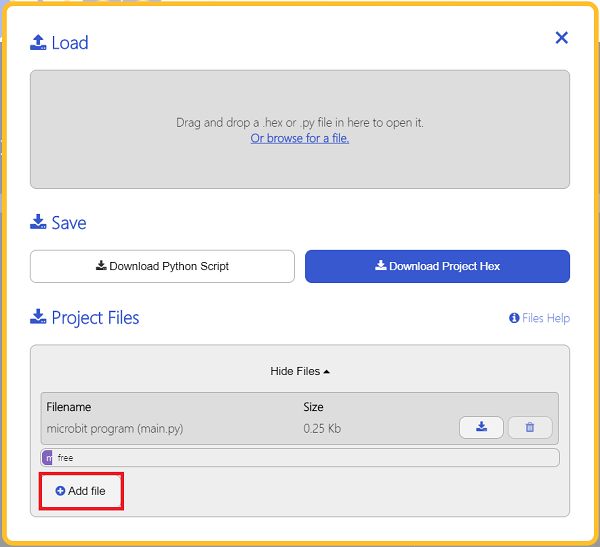 Load
Drag and drop a .hex or .py file in here to open it.
Or browse for a file.
Save
Download Python Script
Download Project Hex
Project Files
Files Help
Hide Files
Filename Size
microbit program (main.py) 0.25 Kb
m free
Add file